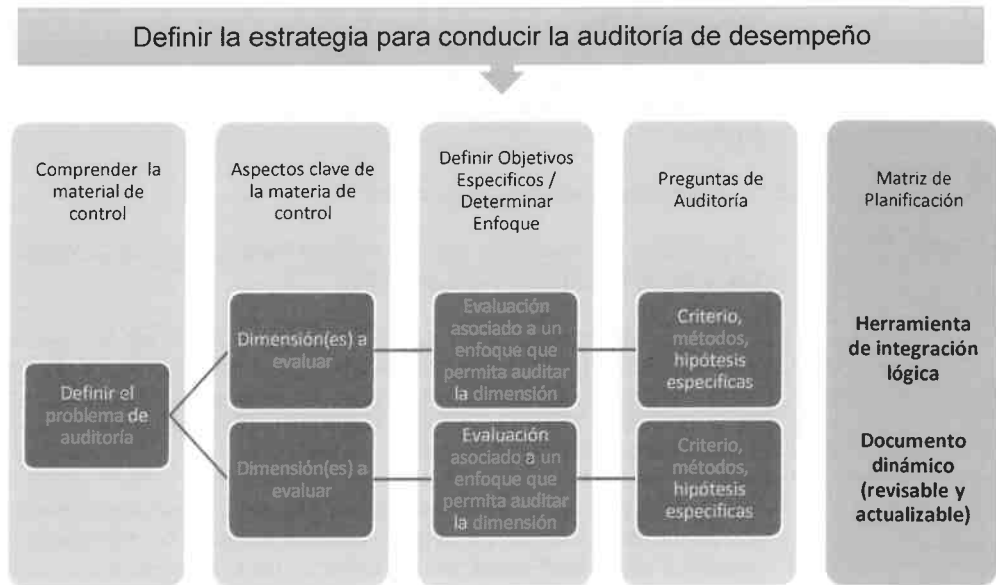 Definir la estrategia para conducir la auditoría de desempeño
Comprender la
material de
control
Aspectos clave de
la materia de
control
Definir Objetivos
Especificos /
Determinar
Enfoque
Preguntas de
Auditoría
Matriz de
Planificación
Definir el
problema de
auditoría
Dimensión(es) a
evaluar
Evaluación
asociado a un
enfoque que
permita auditar
la dimensión
Criterio,
métodos,
hipótesis
especificas
Herramienta
de integración
lógica
Dimensión(es) a
evaluar
Evaluación
asociado a un
enfoque que
permita auditar
la dimensión
Criterio,
métodos,
hipótesis
especificas
Documento
dinámico
(revisable y
actualizable)